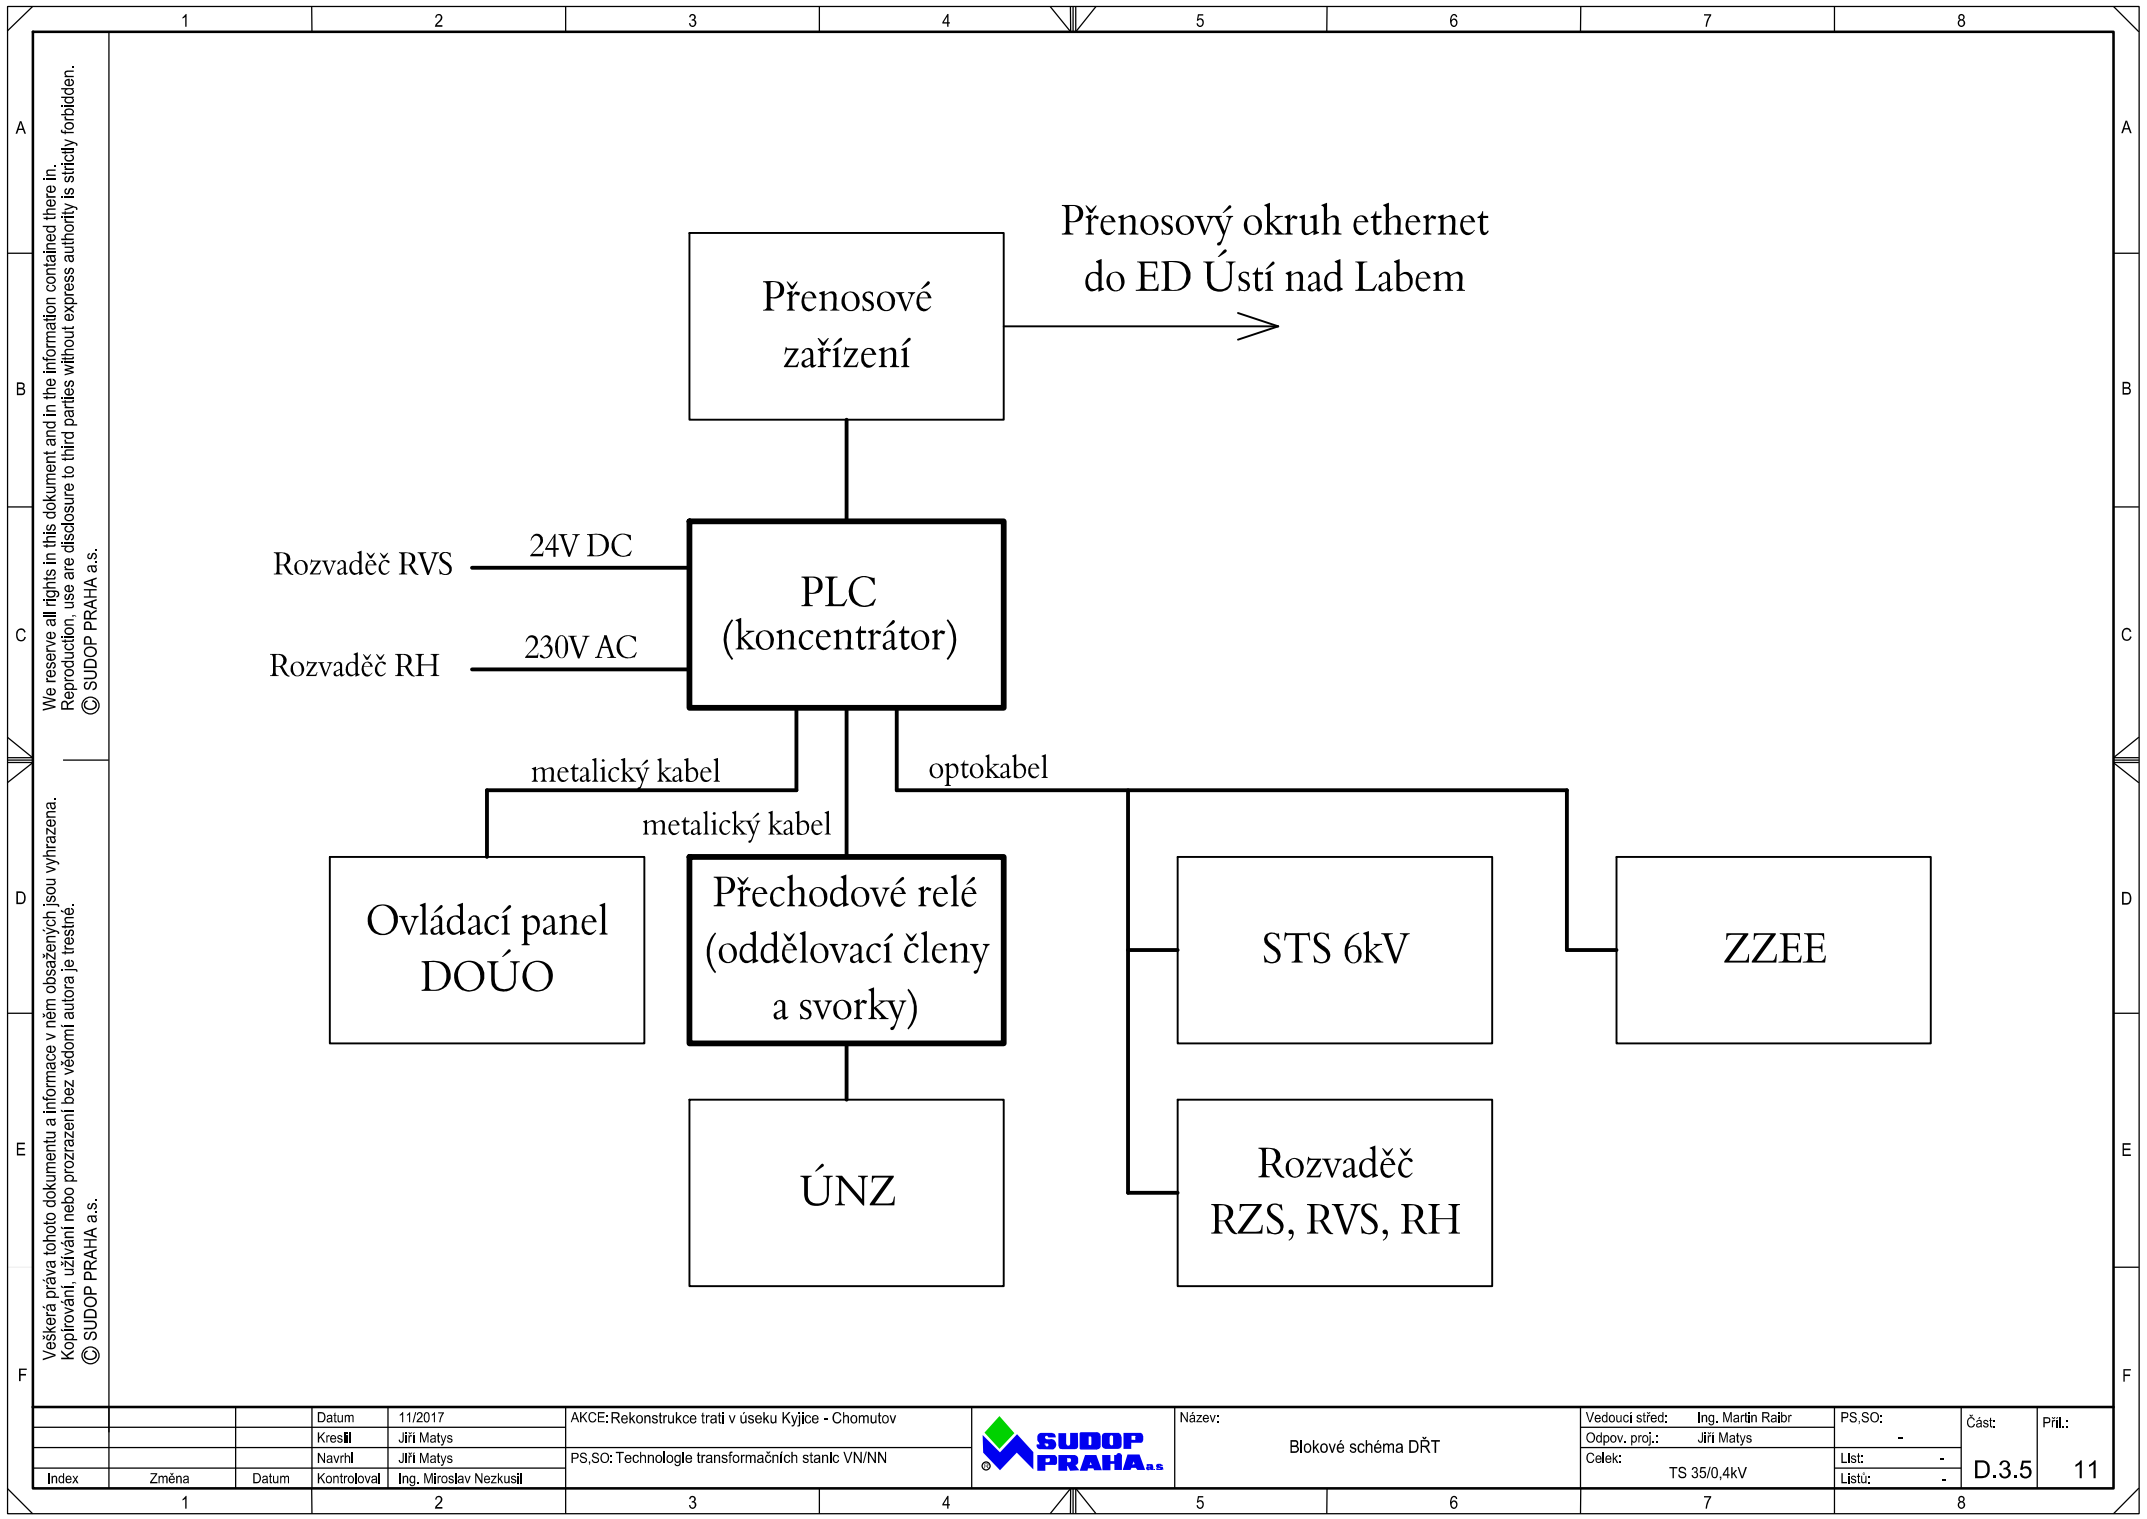 1 2 3 4 5 6 7 8
A
B
C
D
E
F
A
B
C
D
E
F
We reserve all rights in this dokument and in the information contained there in.
Reproduction, use are disclosure to third parties without express authority is strictly forbidden.
© SUDOP PRAHA a.s.
Veškerá práva tohoto dokumentu a informace v něm obsažených jsou vyhrazena.
Kopírování, užívání nebo prozrazení bez vědomí autora je trestné.
© SUDOP PRAHA a.s.
Přenosový okruh ethernet
do ED Ústí nad Labem
Přenosové
zařízení
Rozvaděč RVS
24V DC
Rozvaděč RH
230V AC
PLC
(koncentrátor)
metalický kabel
metalický kabel
optokabel
Ovládací panel
DOÚO
Přechodové relé
(oddělovací členy
a svorky)
STS 6kV
ZZEE
ÚNZ
Rozvaděč
RZS, RVS, RH
Index Změna Datum
Datum 11/2017
Kreslil Jiří Matys
Navrhl Jiří Matys
Kontroloval Ing. Miroslav Nezkusil
AKCE: Rekonstrukce trati v úseku Kyjice - Chomutov
PS,SO: Technologie transformačních stanic VN/NN
SUDOP
PRAHA a.s
®
Název:
Blokové schéma DŘT
Vedoucí střed: Ing. Martin Raibr
Odpov. proj.: Jiří Matys
Celek:
TS 35/0,4kV
PS,SO:
-
List: -
Listů: -
Část:
D.3.5
Příl.:
11
1 2 3 4 5 6 7 8